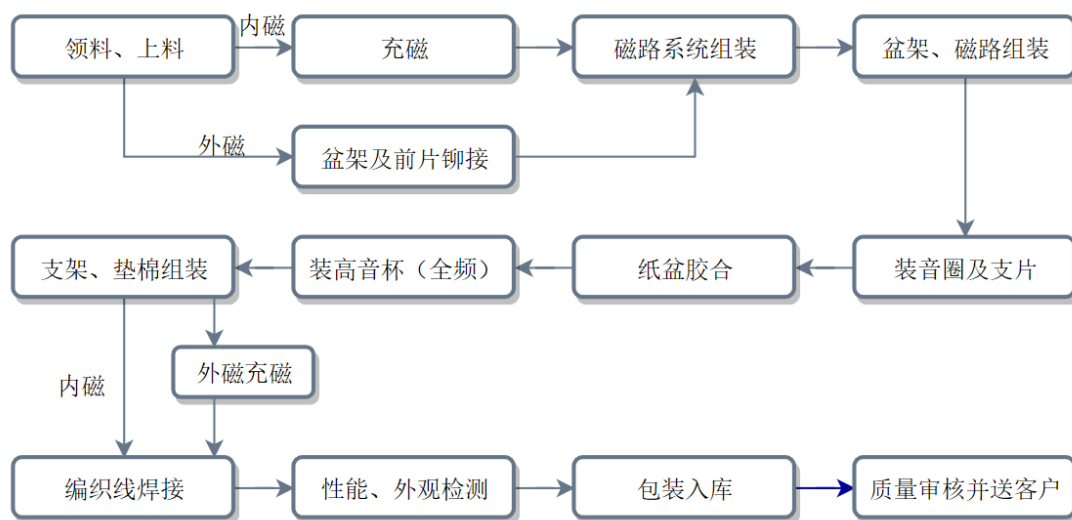 领料、上料
内磁
充磁
磁路系统组装
盆架、磁路组装
外磁
盆架及前片铆接
支架、垫棉组装
装高音杯（全频）
纸盆胶合
装音圈及支片
外磁充磁
内磁
编织线焊接
性能、外观检测
包装入库
质量审核并送客户